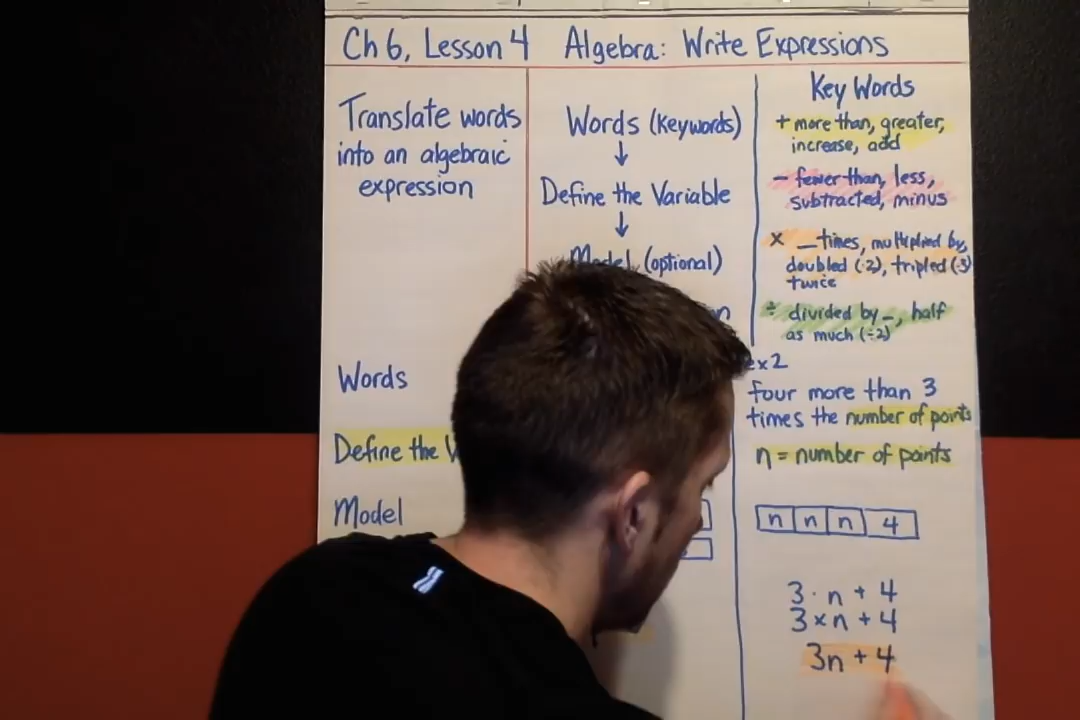 Ch 6, Lesson 4 Algebra: Write Expressions
Translate words
into an algebraic
expression
Words (Keywords)
↓
Define the Variable
↓
Model (optional)
Key Words
+ more than, greater,
increase, add
- fewer than, less,
subtracted, minus
x _ times, multiplied by,
doubled (·2), tripled (·3)
twice
÷ divided by _, half
as much (÷2)
Words
Define the
Model
ex 2
four more than 3
times the number of points
n = number of points
n n n 4
3 · n + 4
3 x n + 4
3n + 4